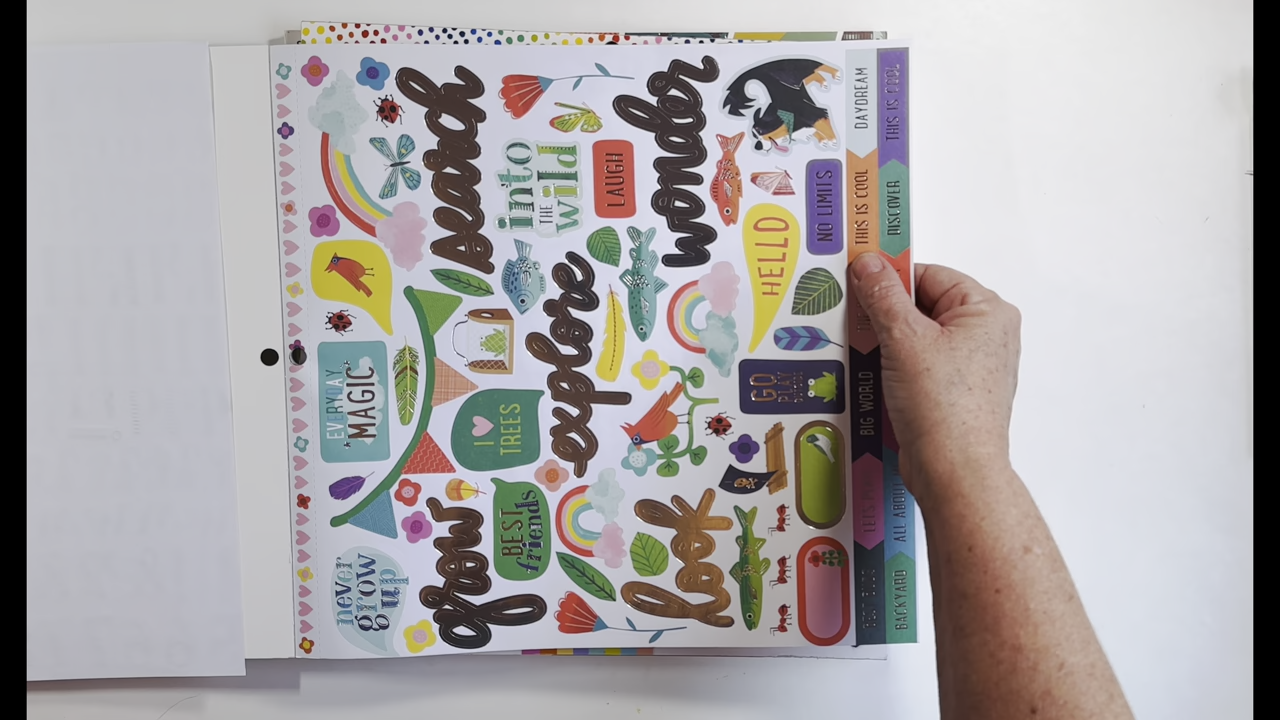 search
wonder
into
THE
wild
LAUGH
explore
HELLO
NO LIMITS
DAYDREAM
THIS IS COOL
THIS IS COOL
DISCOVER
EVERYDAY
MAGIC
I
TREES
GO
PLAY
BIG WORLD
never
grow
up
grow
BEST
friends
look
ALL ABOU
BACKYARD